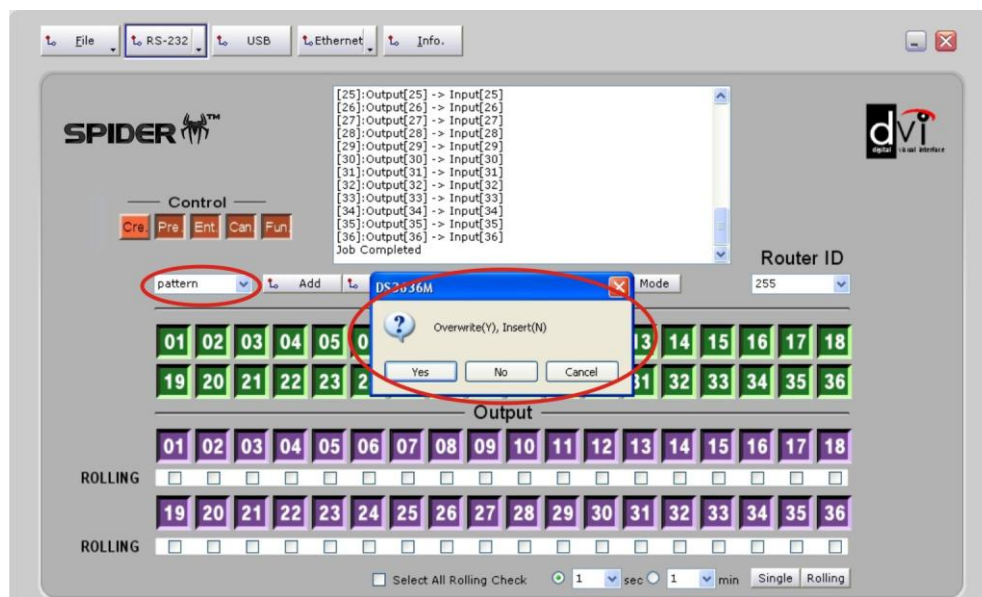 File RS-232 USB Ethernet Info.
SPIDER™
[25]:Output[25] -> Input[25]
[26]:Output[26] -> Input[26]
[27]:Output[27] -> Input[27]
[28]:Output[28] -> Input[28]
[29]:Output[29] -> Input[29]
[30]:Output[30] -> Input[30]
[31]:Output[31] -> Input[31]
[32]:Output[32] -> Input[32]
[33]:Output[33] -> Input[33]
[34]:Output[34] -> Input[34]
[35]:Output[35] -> Input[35]
[36]:Output[36] -> Input[36]
Job Completed
dvi
digital visual interface
Control
Cre. Pre. Ent. Can. Fun.
Router ID
pattern Add Mode 255
DS3636M
Overwrite(Y), Insert(N)
Yes No Cancel
01 02 03 04 05 13 14 15 16 17 18
19 20 21 22 23 31 32 33 34 35 36
Output
01 02 03 04 05 06 07 08 09 10 11 12 13 14 15 16 17 18
ROLLING
19 20 21 22 23 24 25 26 27 28 29 30 31 32 33 34 35 36
ROLLING
Select All Rolling Check 1 sec 1 min Single Rolling